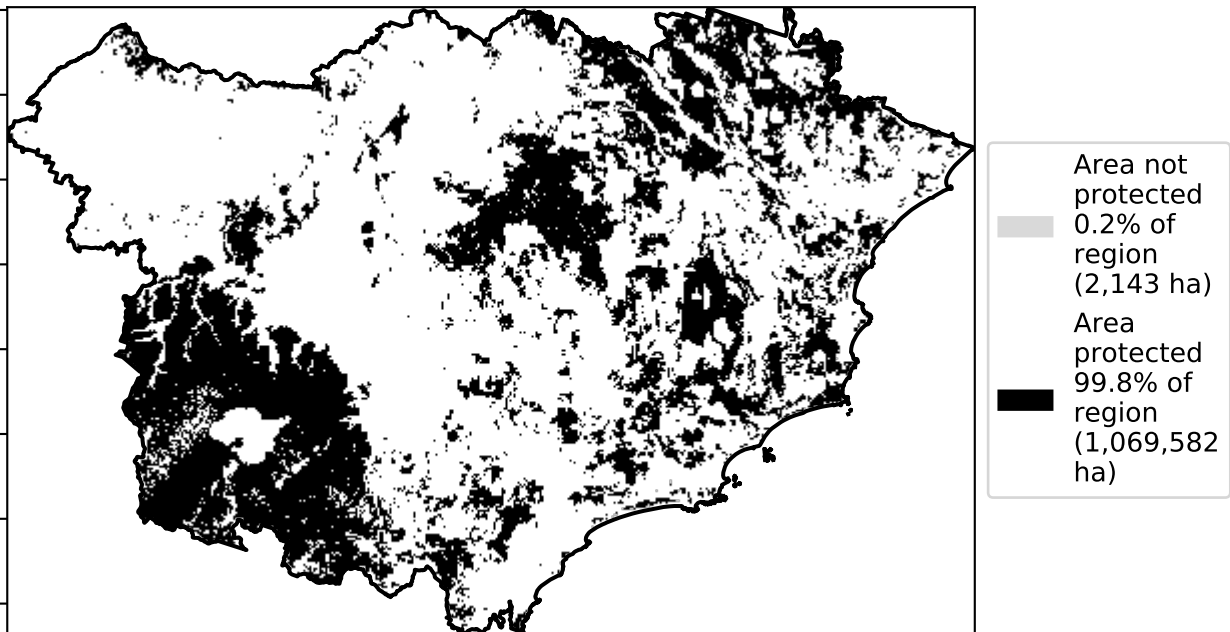 Area not
protected
0.2% of
region
(2,143 ha)
Area
protected
99.8% of
region
(1,069,582
ha)